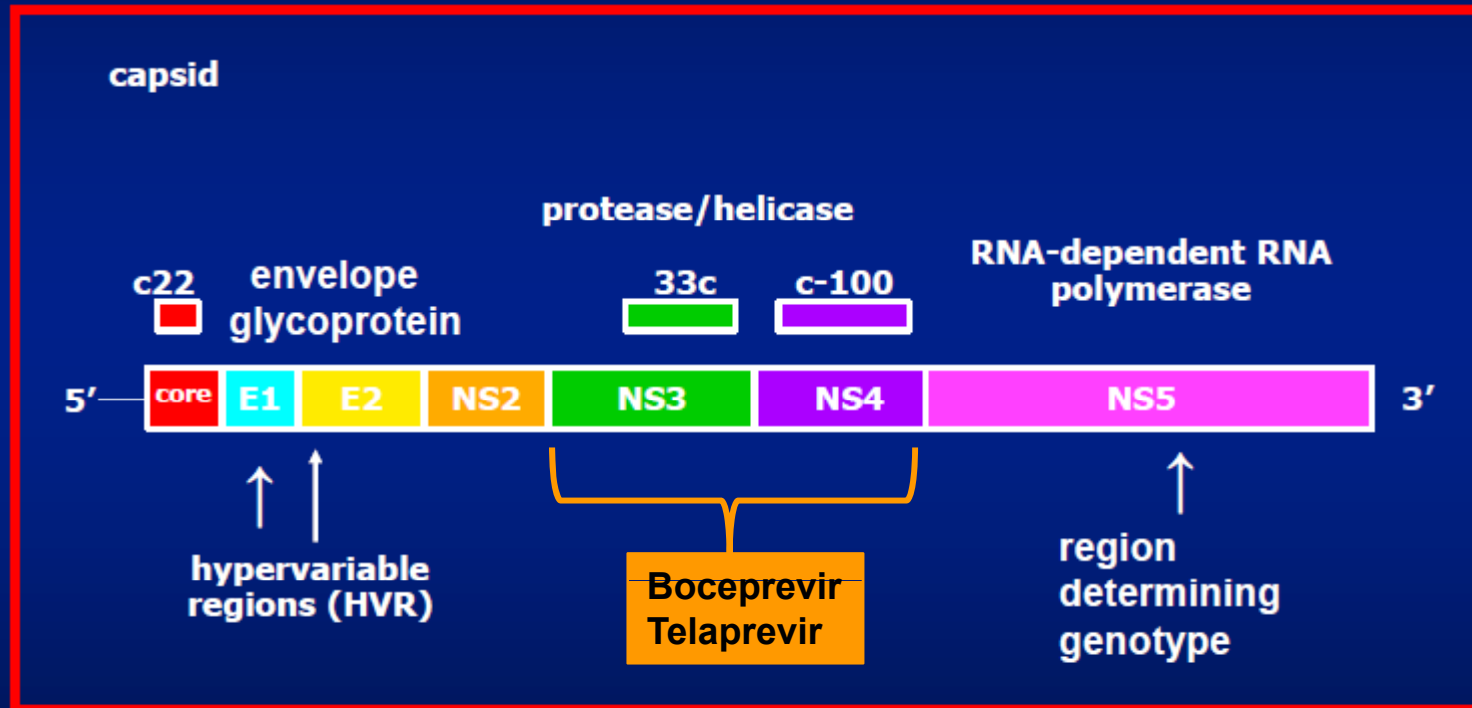 capsid
protease/helicase
RNA-dependent RNA
polymerase
c22
envelope
glycoprotein
33c
c-100
5′
core
E1
E2
NS2
NS3
NS4
NS5
3′
hypervariable
regions (HVR)
Boceprevir
Telaprevir
region
determining
genotype